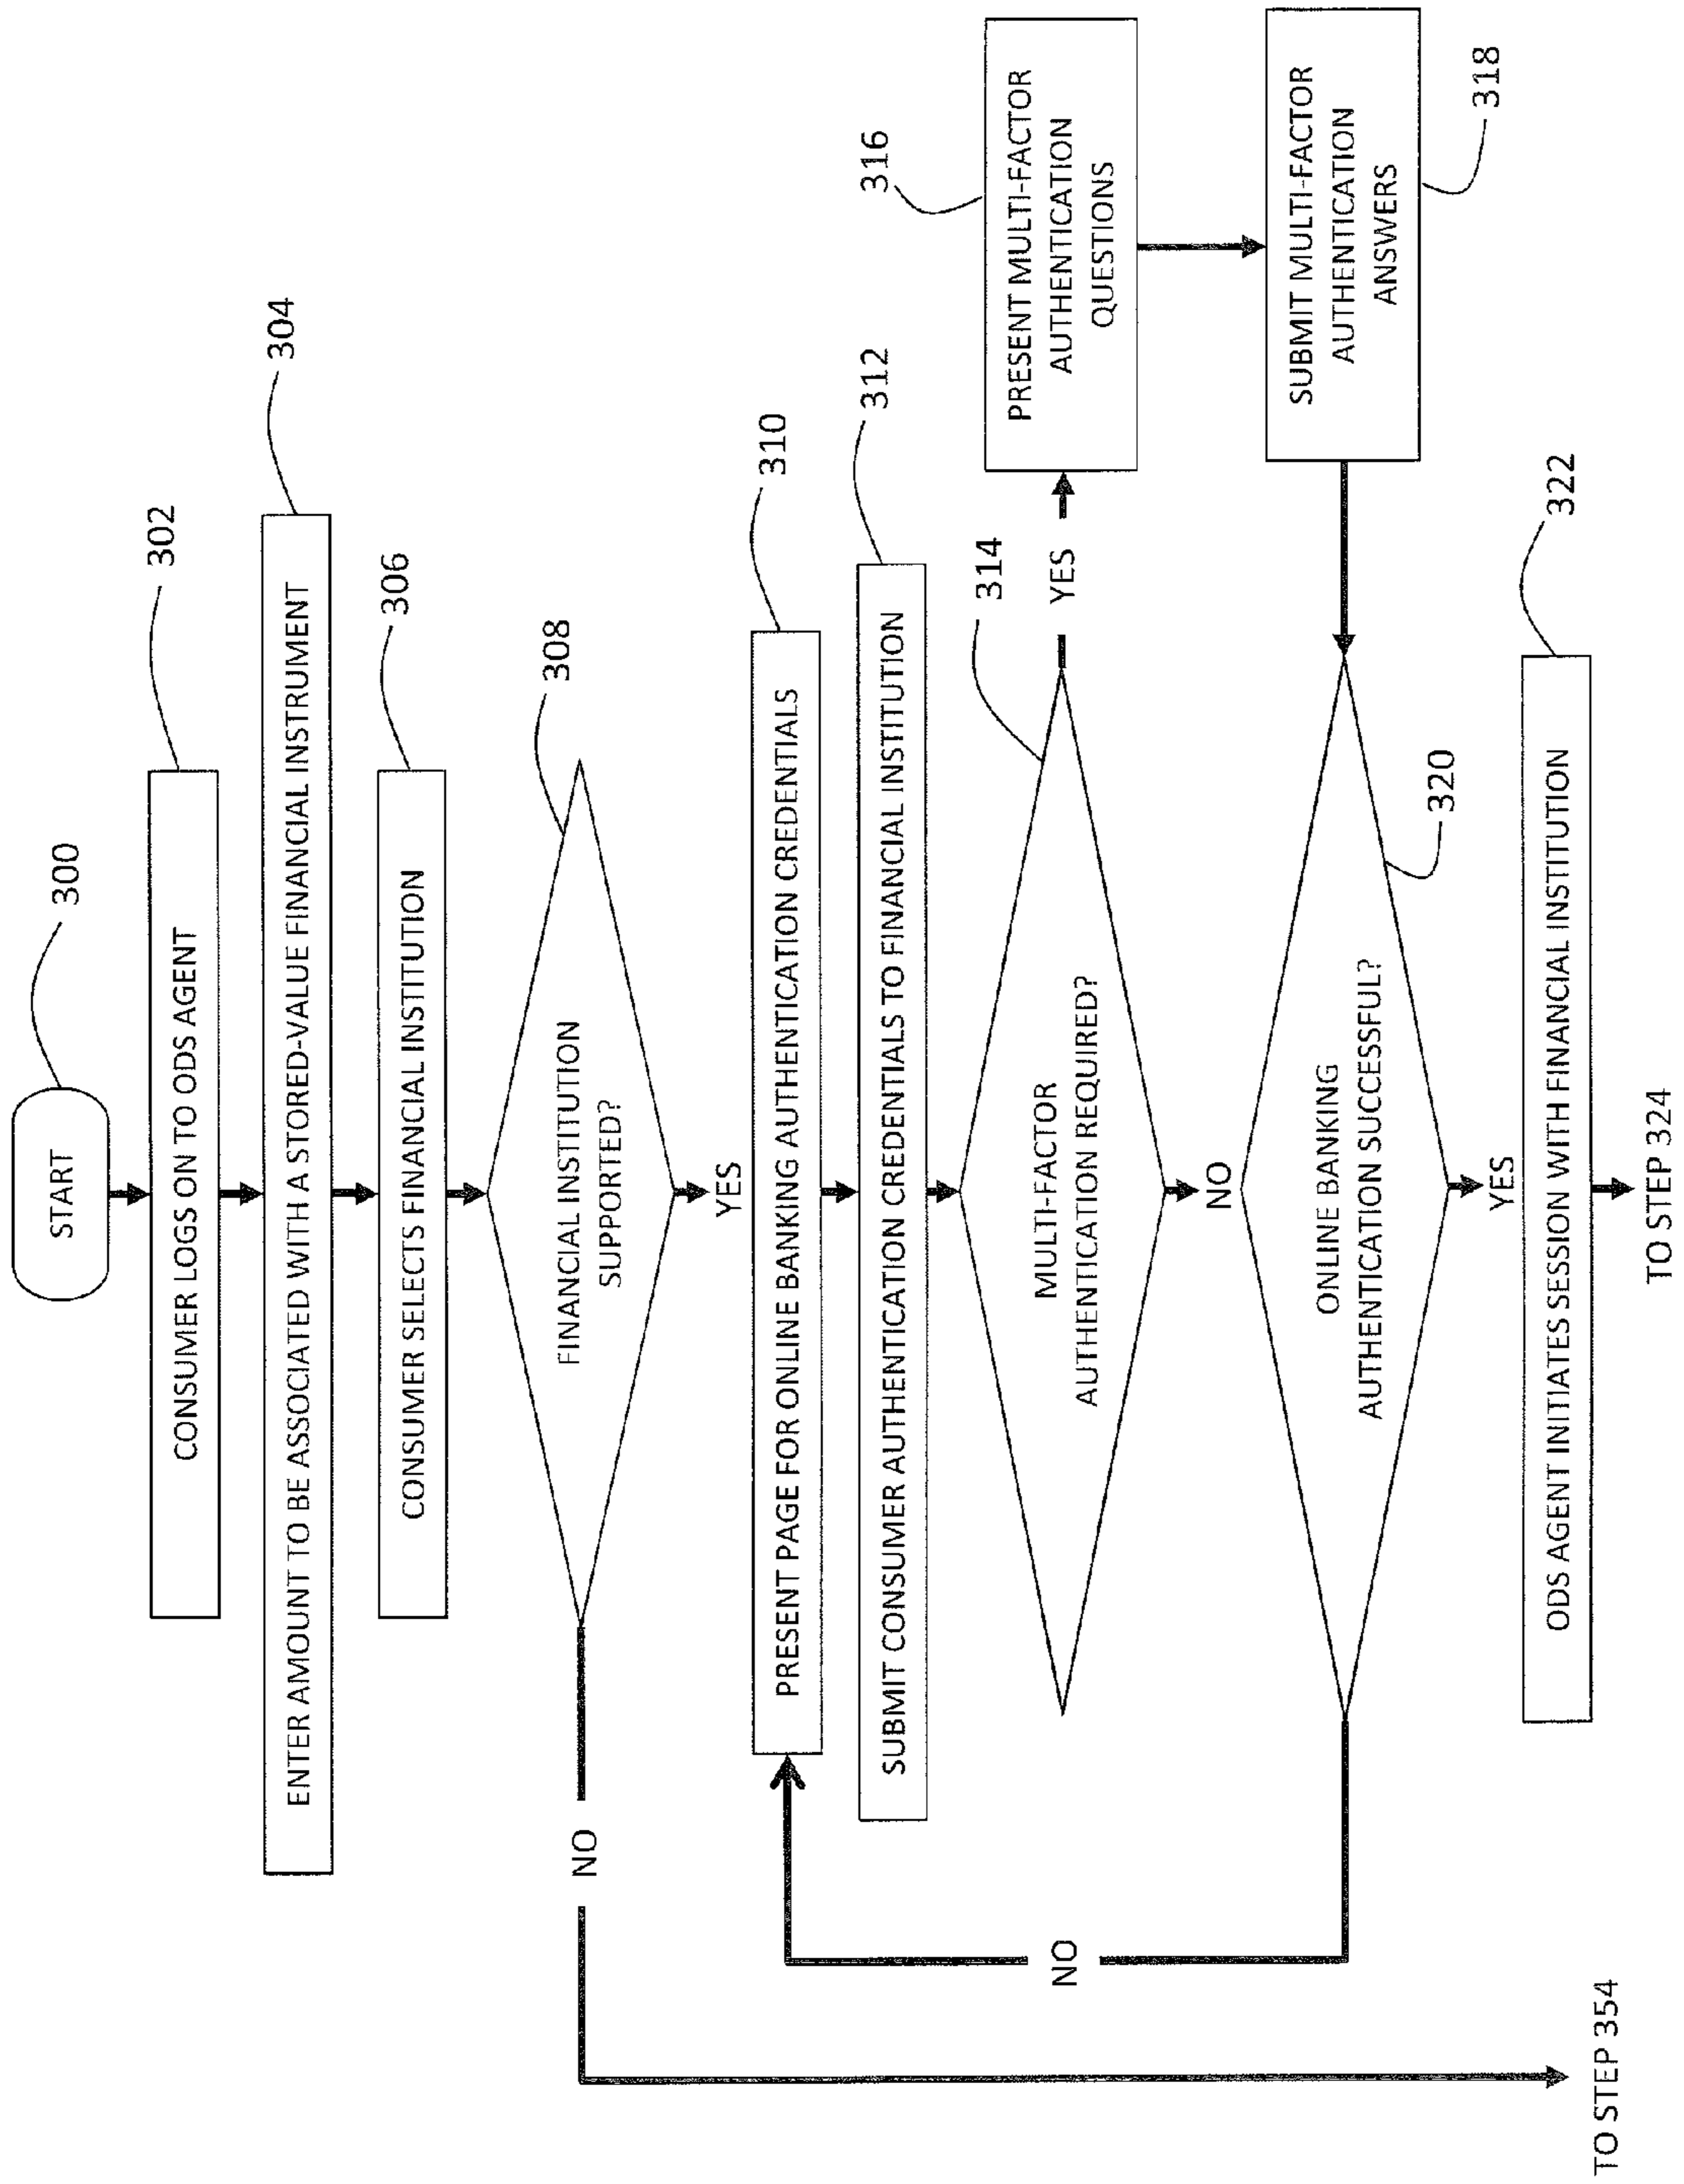 START
300
CONSUMER LOGS ON TO ODS AGENT
302
ENTER AMOUNT TO BE ASSOCIATED WITH A STORED-VALUE FINANCIAL INSTRUMENT
304
CONSUMER SELECTS FINANCIAL INSTITUTION
306
FINANCIAL INSTITUTION
SUPPORTED?
308
NO
YES
PRESENT PAGE FOR ONLINE BANKING AUTHENTICATION CREDENTIALS
310
SUBMIT CONSUMER AUTHENTICATION CREDENTIALS TO FINANCIAL INSTITUTION
312
MULTI-FACTOR
AUTHENTICATION REQUIRED?
314
YES
PRESENT MULTI-FACTOR
AUTHENTICATION
QUESTIONS
316
NO
NO
SUBMIT MULTI-FACTOR
AUTHENTICATION
ANSWERS
318
ONLINE BANKING
AUTHENTICATION SUCCESSFUL?
320
YES
ODS AGENT INITIATES SESSION WITH FINANCIAL INSTITUTION
322
TO STEP 354
TO STEP 324